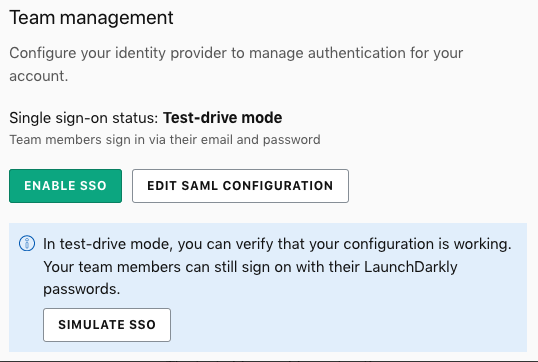 Team management
Configure your identity provider to manage authentication for your
account.
Single sign-on status: Test-drive mode
Team members sign in via their email and password
ENABLE SSO
EDIT SAML CONFIGURATION
In test-drive mode, you can verify that your configuration is working.
Your team members can still sign on with their LaunchDarkly
passwords.
SIMULATE SSO